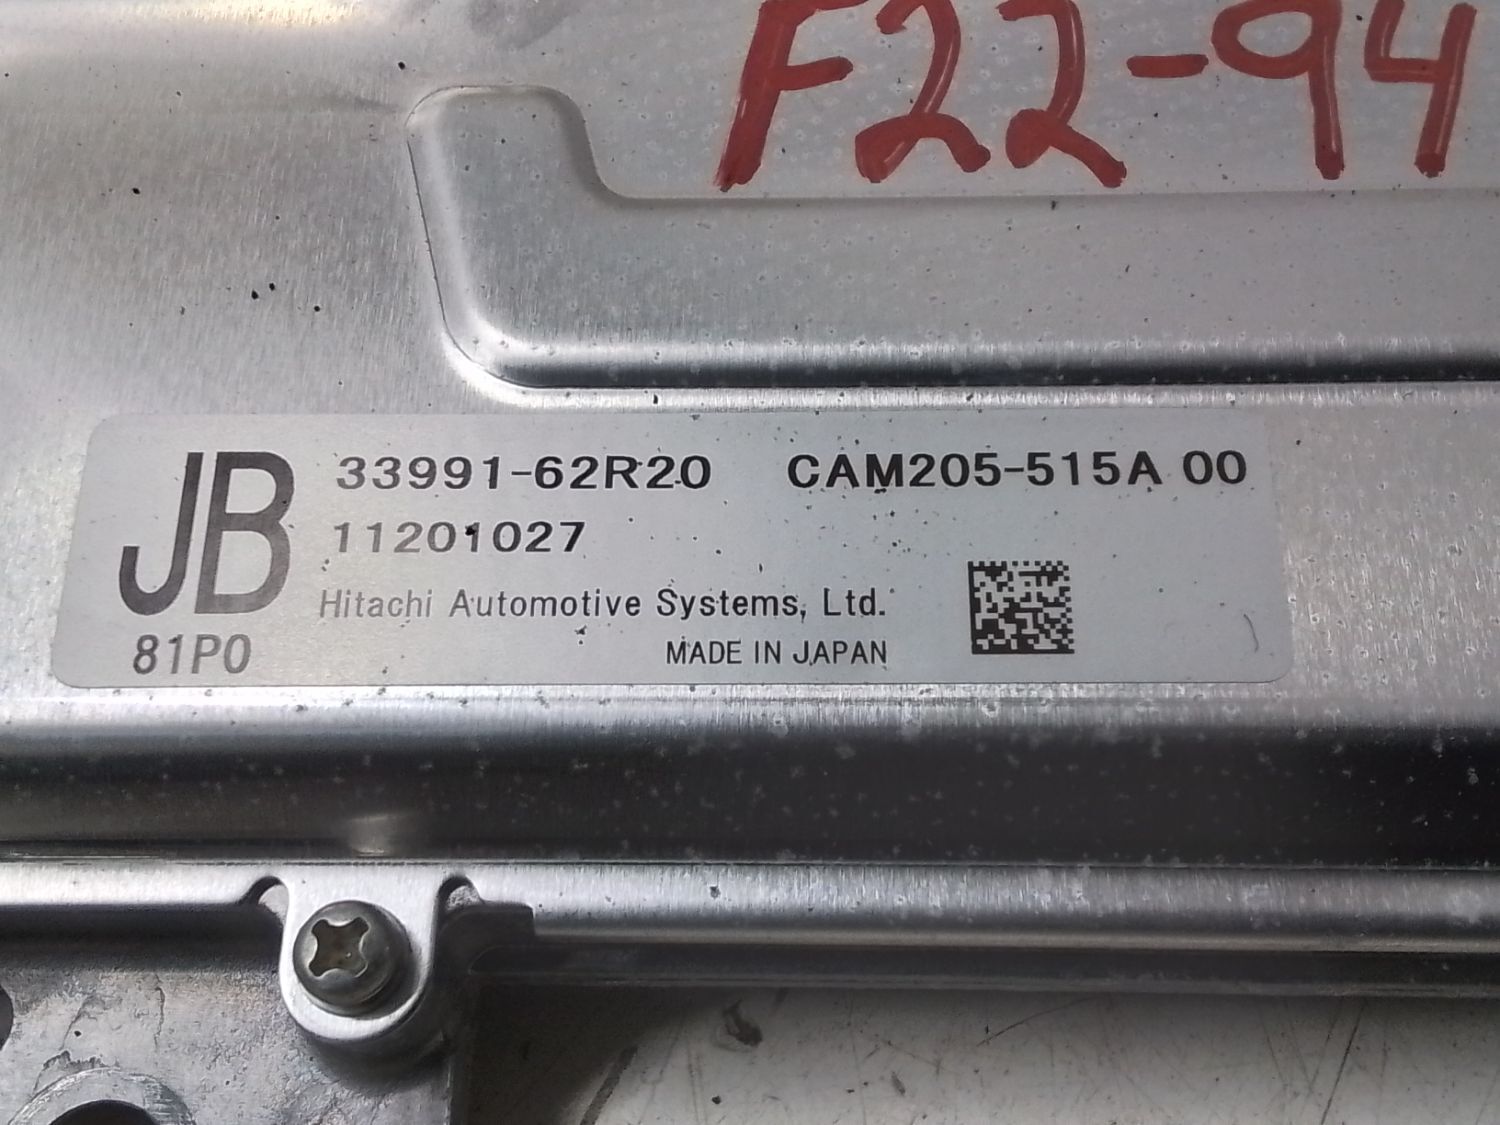 F22-94
JB 33991-62R20 CAM205-515A 00
11201027
Hitachi Automotive Systems, Ltd.
81P0 MADE IN JAPAN